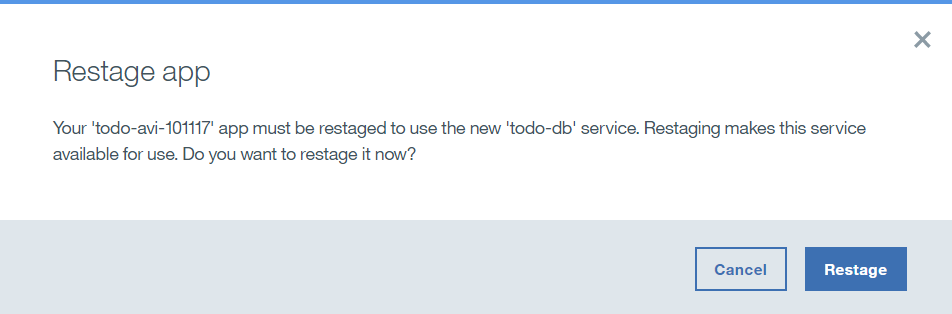 Restage app
Your 'todo-avi-101117' app must be restaged to use the new 'todo-db' service. Restaging makes this service
available for use. Do you want to restage it now?
Cancel
Restage